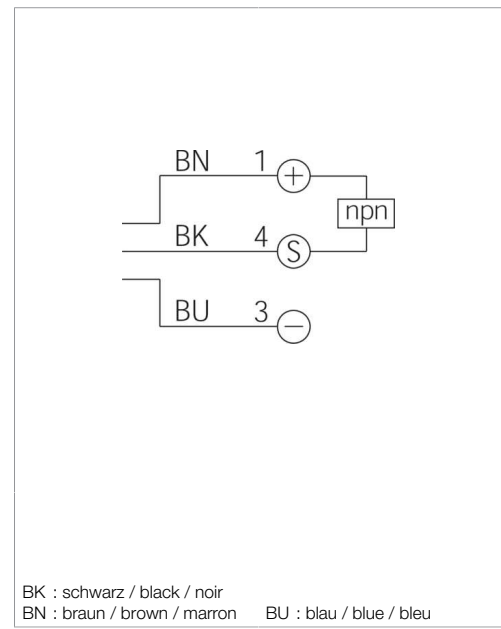 BN 1 +
npn
BK 4 S
BU 3 −
BK : schwarz / black / noir
BN : braun / brown / marron BU : blau / blue / bleu